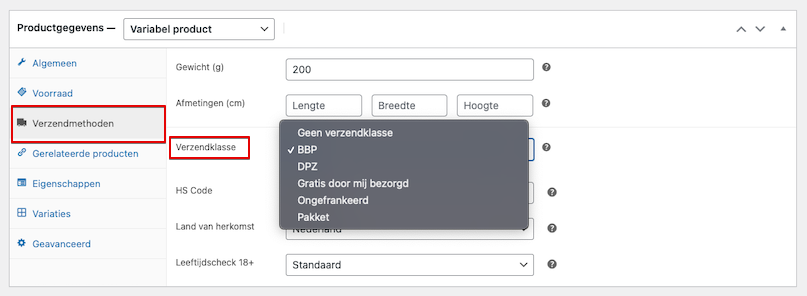 Productgegevens — Variabel product
Algemeen
Voorraad
Verzendmethoden
Gerelateerde producten
Eigenschappen
Variaties
Geavanceerd
Gewicht (g) 200
Afmetingen (cm) Lengte Breedte Hoogte
Verzendklasse
Geen verzendklasse
✓ BBP
DPZ
Gratis door mij bezorgd
Ongefrankeerd
Pakket
HS Code
Land van herkomst Nederland
Leeftijdscheck 18+ Standaard